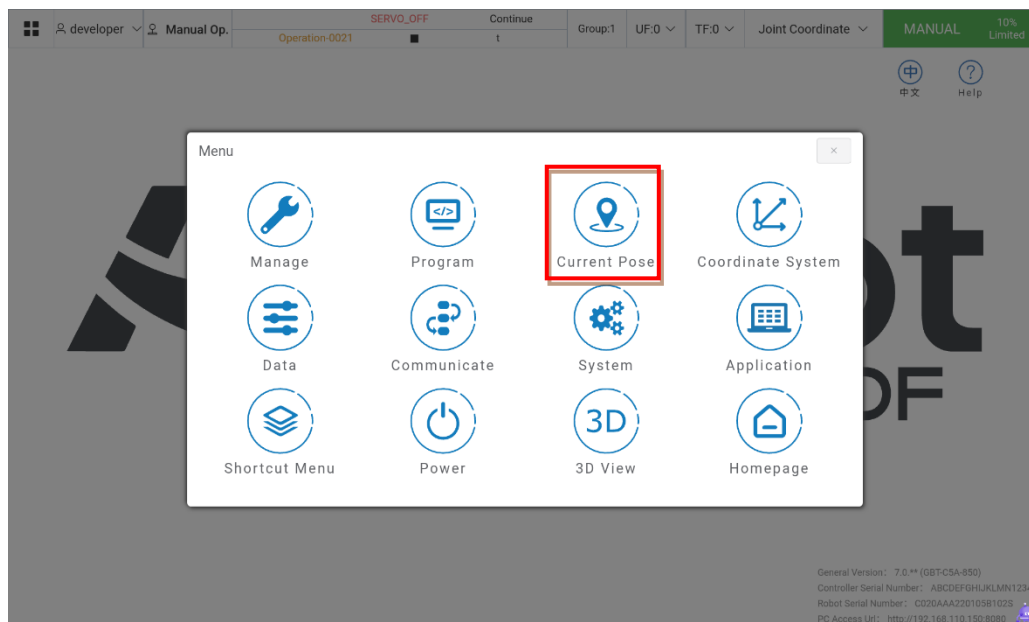 developer
Manual Op.
SERVO_OFF
Continue
Operation-0021
t
Group:1
UF:0
TF:0
Joint Coordinate
MANUAL
10%
Limited
中
中文
?
Help
Menu
×
</>
Manage
Program
Current Pose
Coordinate System
Data
Communicate
System
Application
3D
Shortcut Menu
Power
3D View
Homepage
ot
DF
General Version: 7.0.** (GBT-C5A-850)
Controller Serial Number: ABCDEFGHIJKLMN1234
Robot Serial Number: C020AAA220105B102S
PC Access Url: http://192.168.110.150:8080